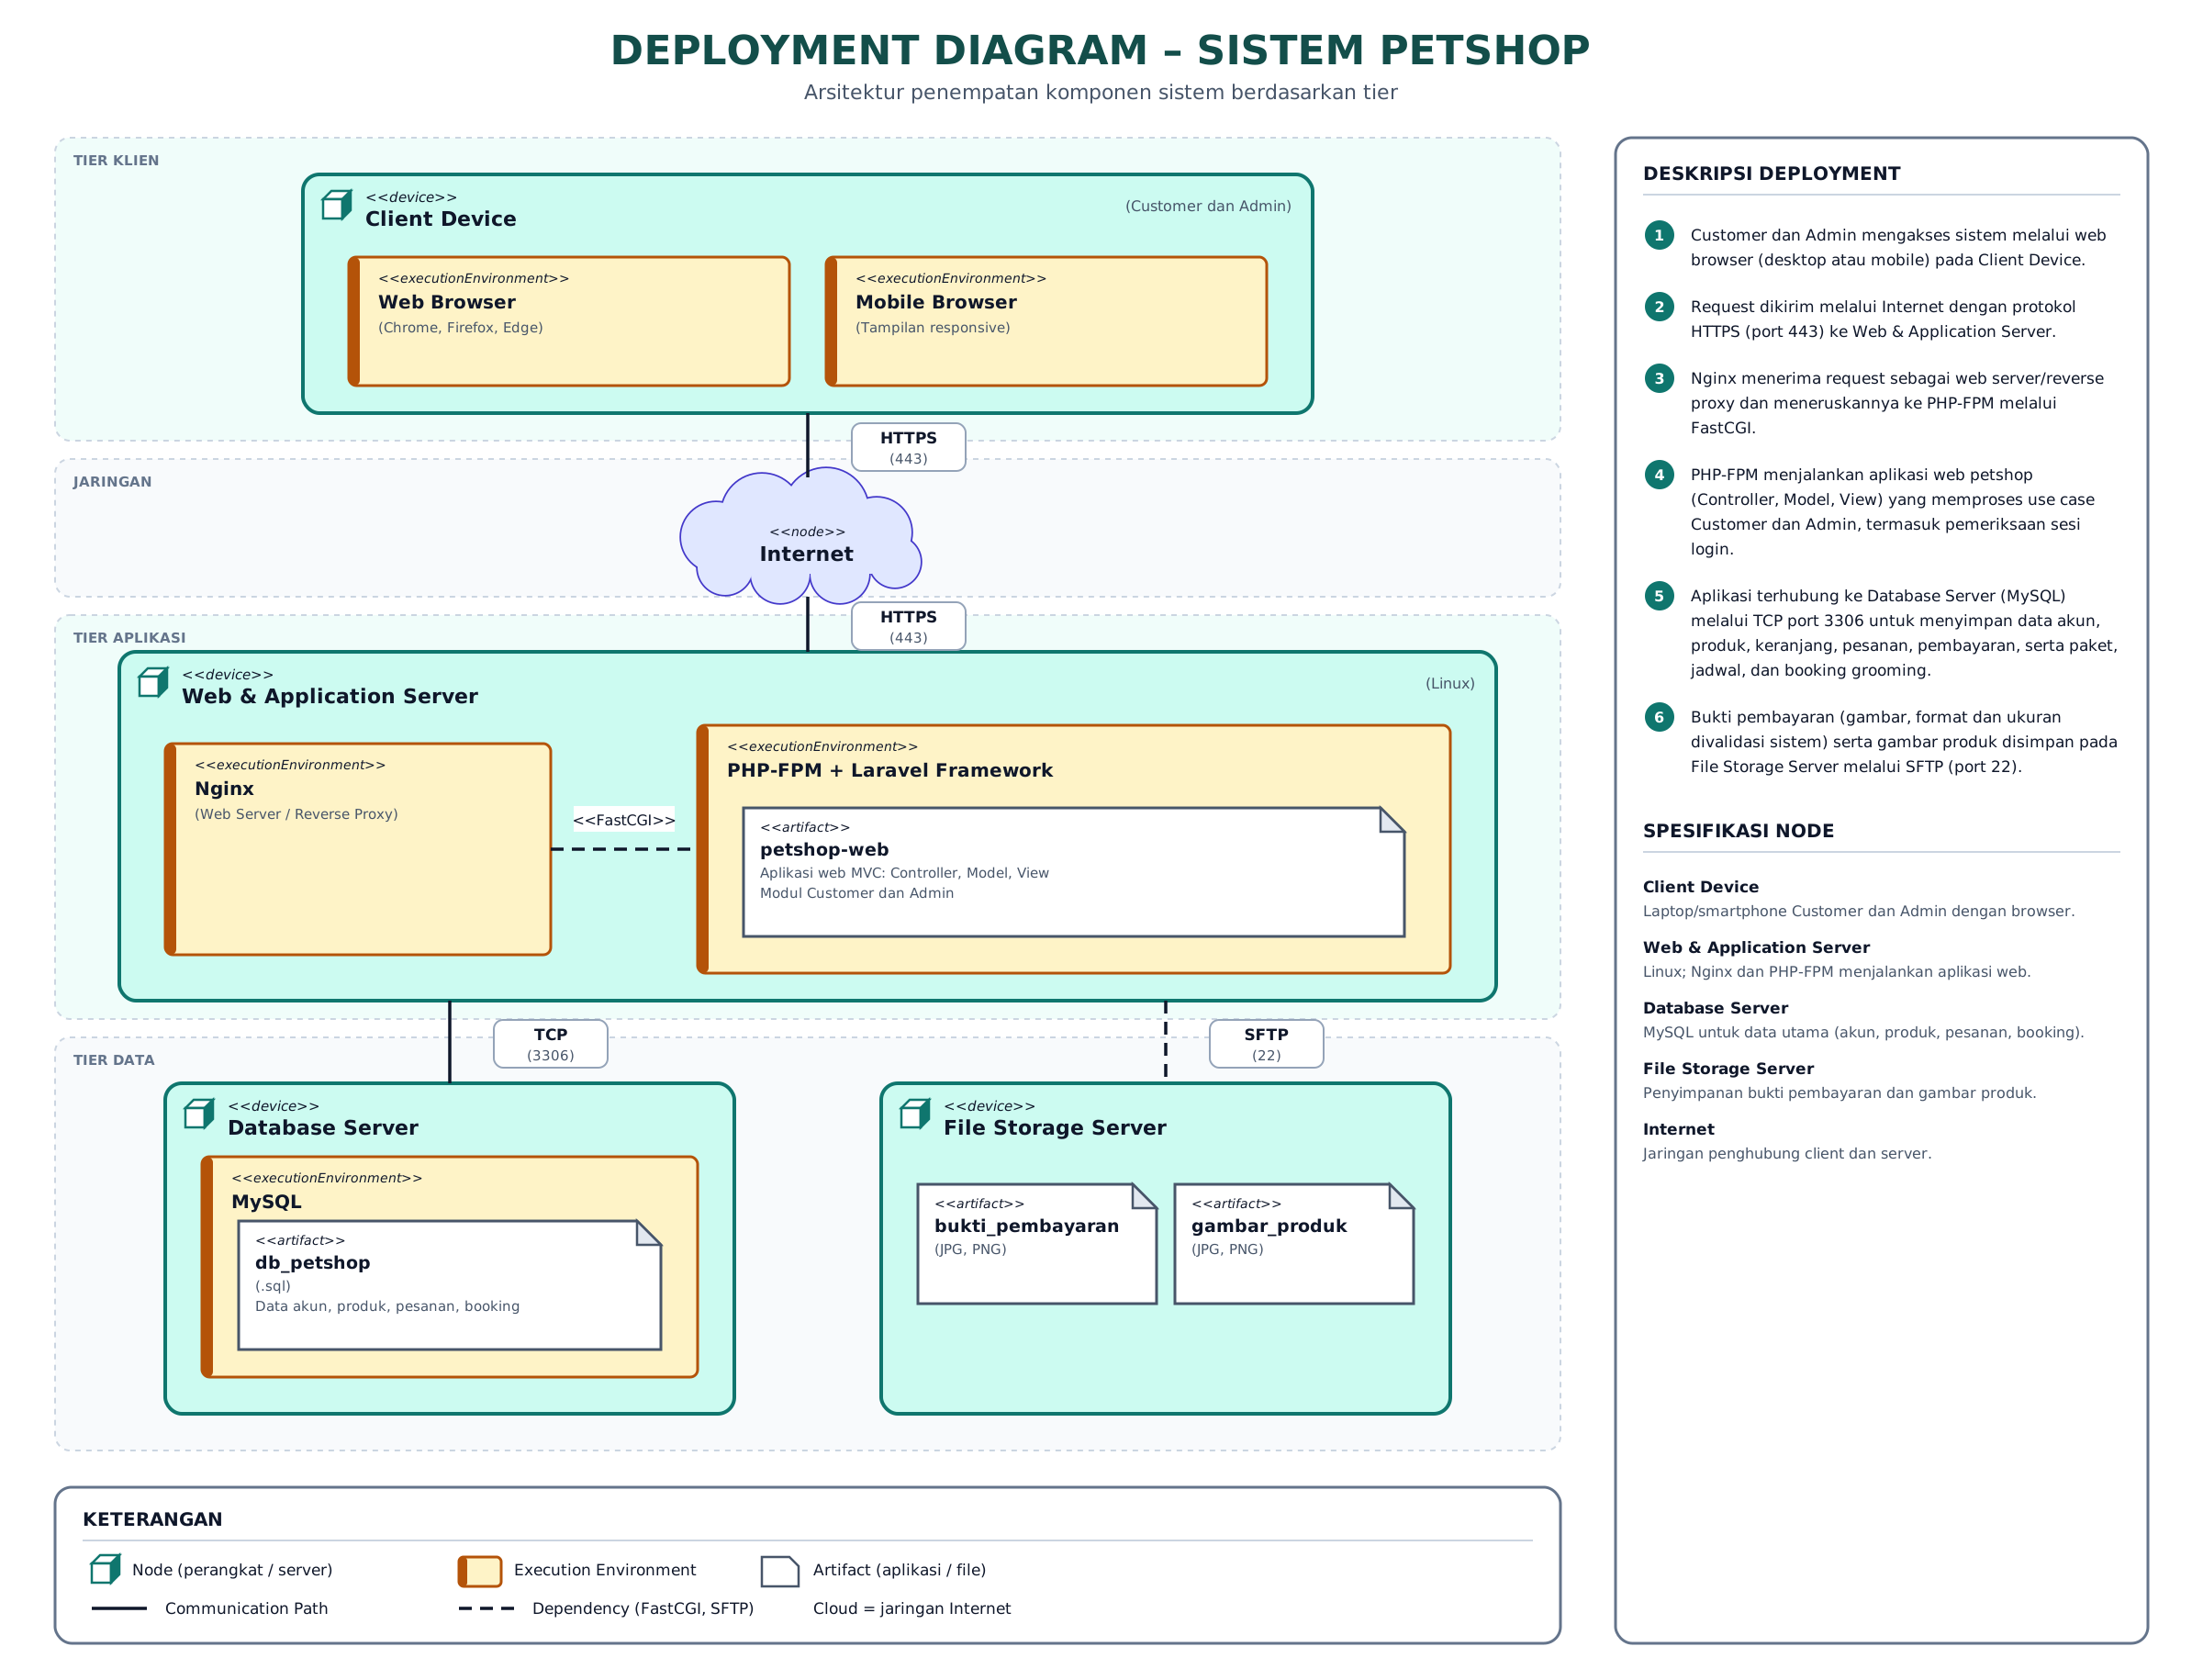 DEPLOYMENT DIAGRAM – SISTEM PETSHOP
Arsitektur penempatan komponen sistem berdasarkan tier
TIER KLIEN
<<device>>
Client Device
(Customer dan Admin)
<<executionEnvironment>>
Web Browser
(Chrome, Firefox, Edge)
<<executionEnvironment>>
Mobile Browser
(Tampilan responsive)
HTTPS
(443)
JARINGAN
<<node>>
Internet
HTTPS
(443)
TIER APLIKASI
<<device>>
Web & Application Server
(Linux)
<<executionEnvironment>>
Nginx
(Web Server / Reverse Proxy)
<<FastCGI>>
<<executionEnvironment>>
PHP-FPM + Laravel Framework
<<artifact>>
petshop-web
Aplikasi web MVC: Controller, Model, View
Modul Customer dan Admin
TCP
(3306)
SFTP
(22)
TIER DATA
<<device>>
Database Server
<<executionEnvironment>>
MySQL
<<artifact>>
db_petshop
(.sql)
Data akun, produk, pesanan, booking
<<device>>
File Storage Server
<<artifact>>
bukti_pembayaran
(JPG, PNG)
<<artifact>>
gambar_produk
(JPG, PNG)
KETERANGAN
Node (perangkat / server)
Execution Environment
Artifact (aplikasi / file)
Communication Path
Dependency (FastCGI, SFTP)
Cloud = jaringan Internet
DESKRIPSI DEPLOYMENT
1 Customer dan Admin mengakses sistem melalui web
browser (desktop atau mobile) pada Client Device.
2 Request dikirim melalui Internet dengan protokol
HTTPS (port 443) ke Web & Application Server.
3 Nginx menerima request sebagai web server/reverse
proxy dan meneruskannya ke PHP-FPM melalui
FastCGI.
4 PHP-FPM menjalankan aplikasi web petshop
(Controller, Model, View) yang memproses use case
Customer dan Admin, termasuk pemeriksaan sesi
login.
5 Aplikasi terhubung ke Database Server (MySQL)
melalui TCP port 3306 untuk menyimpan data akun,
produk, keranjang, pesanan, pembayaran, serta paket,
jadwal, dan booking grooming.
6 Bukti pembayaran (gambar, format dan ukuran
divalidasi sistem) serta gambar produk disimpan pada
File Storage Server melalui SFTP (port 22).
SPESIFIKASI NODE
Client Device
Laptop/smartphone Customer dan Admin dengan browser.
Web & Application Server
Linux; Nginx dan PHP-FPM menjalankan aplikasi web.
Database Server
MySQL untuk data utama (akun, produk, pesanan, booking).
File Storage Server
Penyimpanan bukti pembayaran dan gambar produk.
Internet
Jaringan penghubung client dan server.